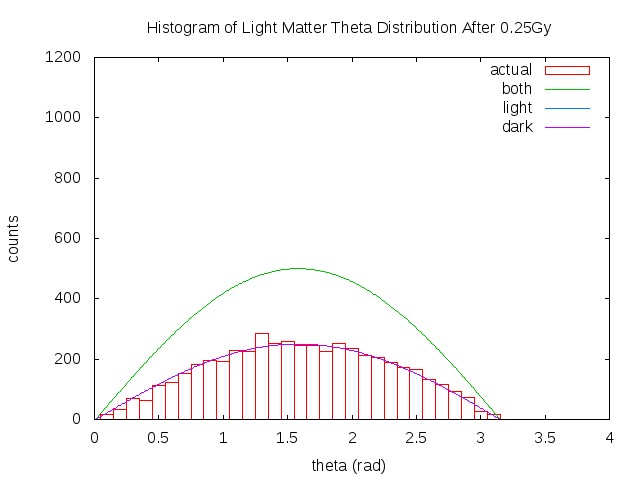 Histogram of Light Matter Theta Distribution After 0.25Gy
1200
1000
800
600
400
200
0
counts
actual
both
light
dark
0 0.5 1 1.5 2 2.5 3 3.5 4
theta (rad)